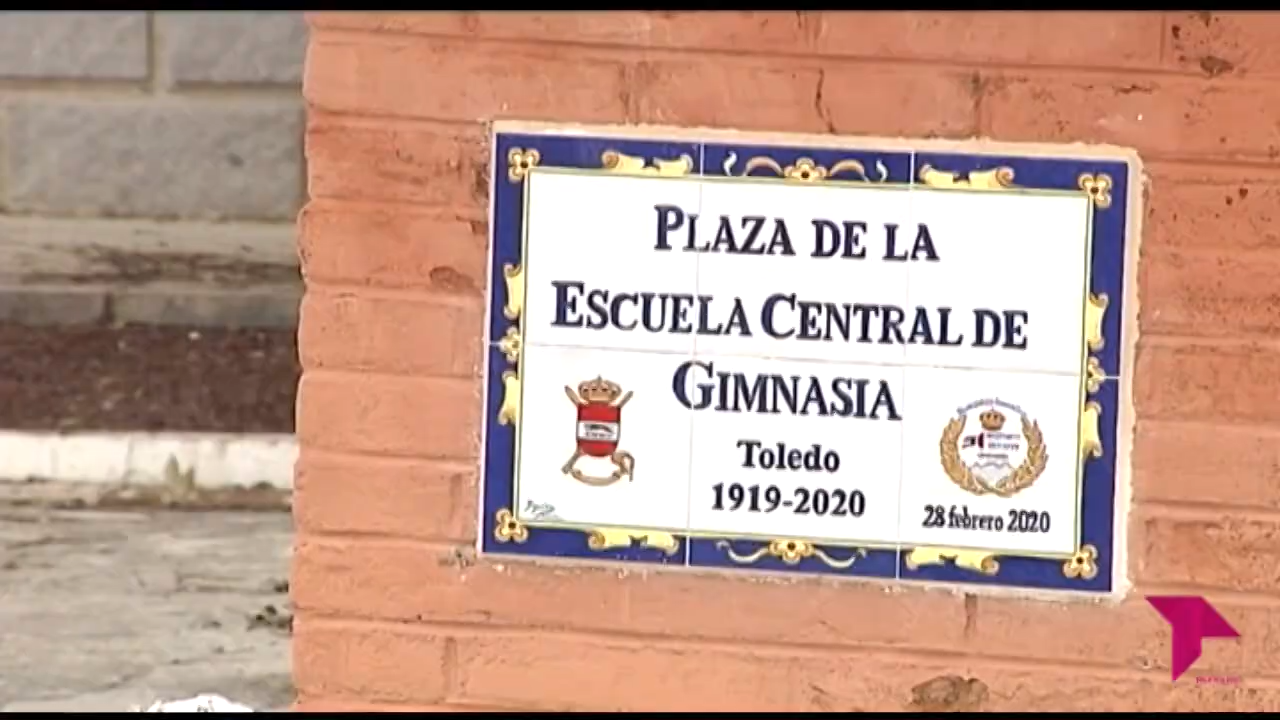 PLAZA DE LA
ESCUELA CENTRAL DE
GIMNASIA
Toledo
1919-2020
28 febrero 2020